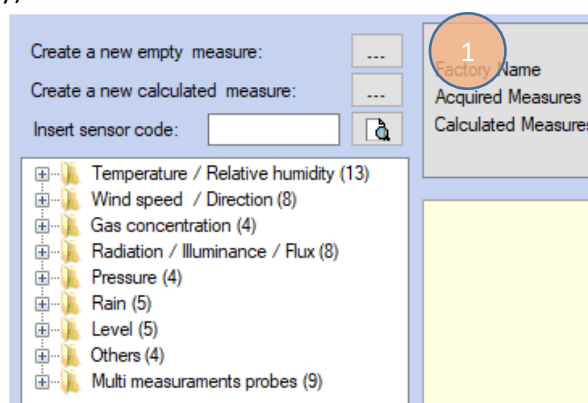 Create a new empty measure: ...
Create a new calculated measure: ...
Insert sensor code:
Temperature / Relative humidity (13)
Wind speed / Direction (8)
Gas concentration (4)
Radiation / Illuminance / Flux (8)
Pressure (4)
Rain (5)
Level (5)
Others (4)
Multi measuraments probes (9)
1
Factory Name
Acquired Measures
Calculated Measures